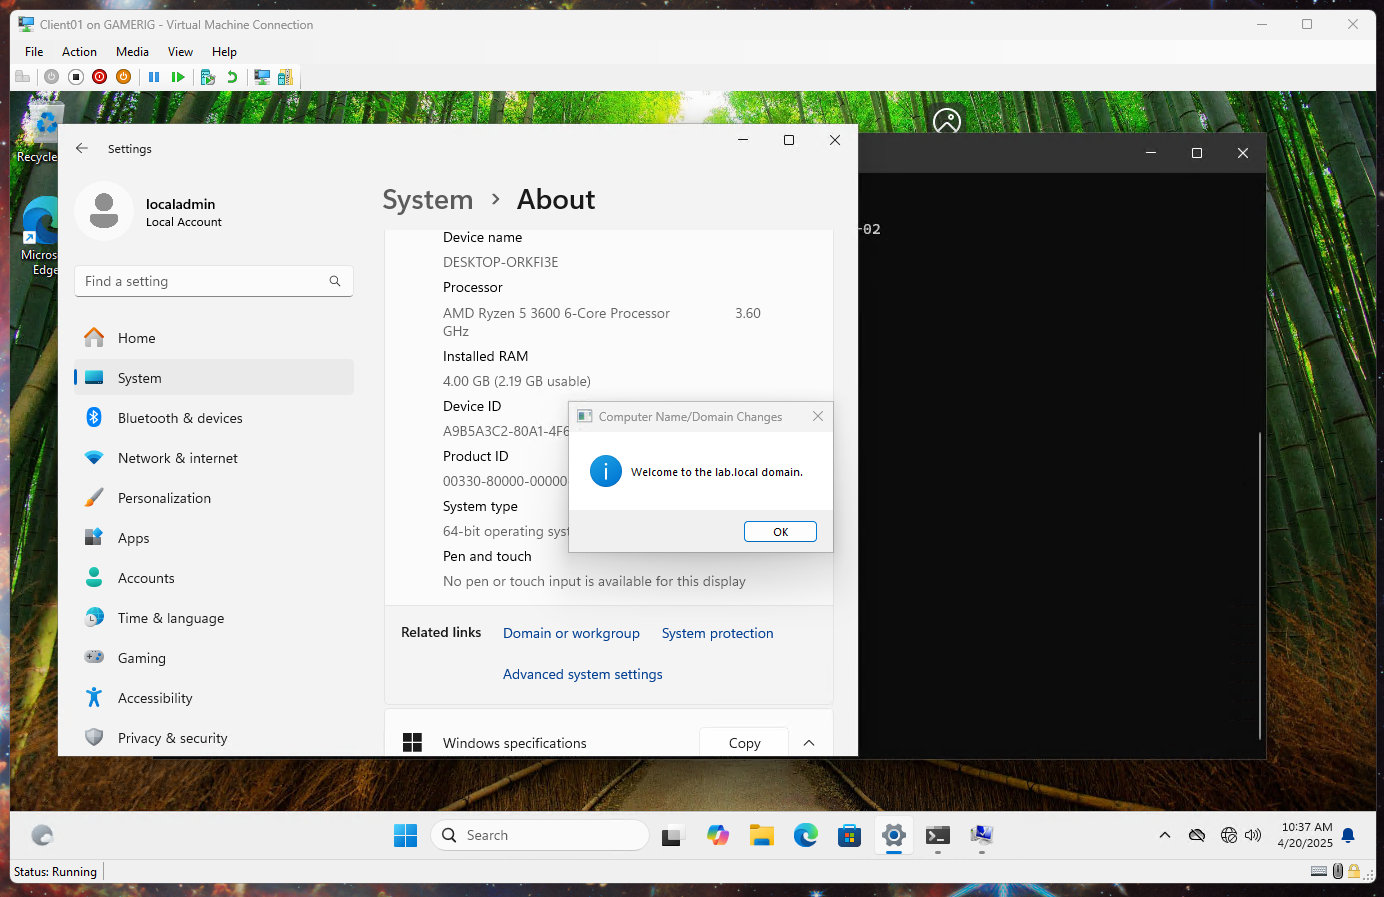 Client01 on GAMERIG - Virtual Machine Connection
File Action Media View Help
Recycle
Micros
Edge
Settings
localadmin
Local Account
Find a setting
Home
System
Bluetooth & devices
Network & internet
Personalization
Apps
Accounts
Time & language
Gaming
Accessibility
Privacy & security
System › About
Device name
DESKTOP-ORKFI3E
Processor
AMD Ryzen 5 3600 6-Core Processor 3.60
GHz
Installed RAM
4.00 GB (2.19 GB usable)
Device ID
A9B5A3C2-80A1-4F6
Product ID
00330-80000-00000-
System type
64-bit operating syst
Pen and touch
No pen or touch input is available for this display
Related links Domain or workgroup System protection
Advanced system settings
Windows specifications Copy
Computer Name/Domain Changes
Welcome to the lab.local domain.
OK
-02
Search
10:37 AM
4/20/2025
Status: Running